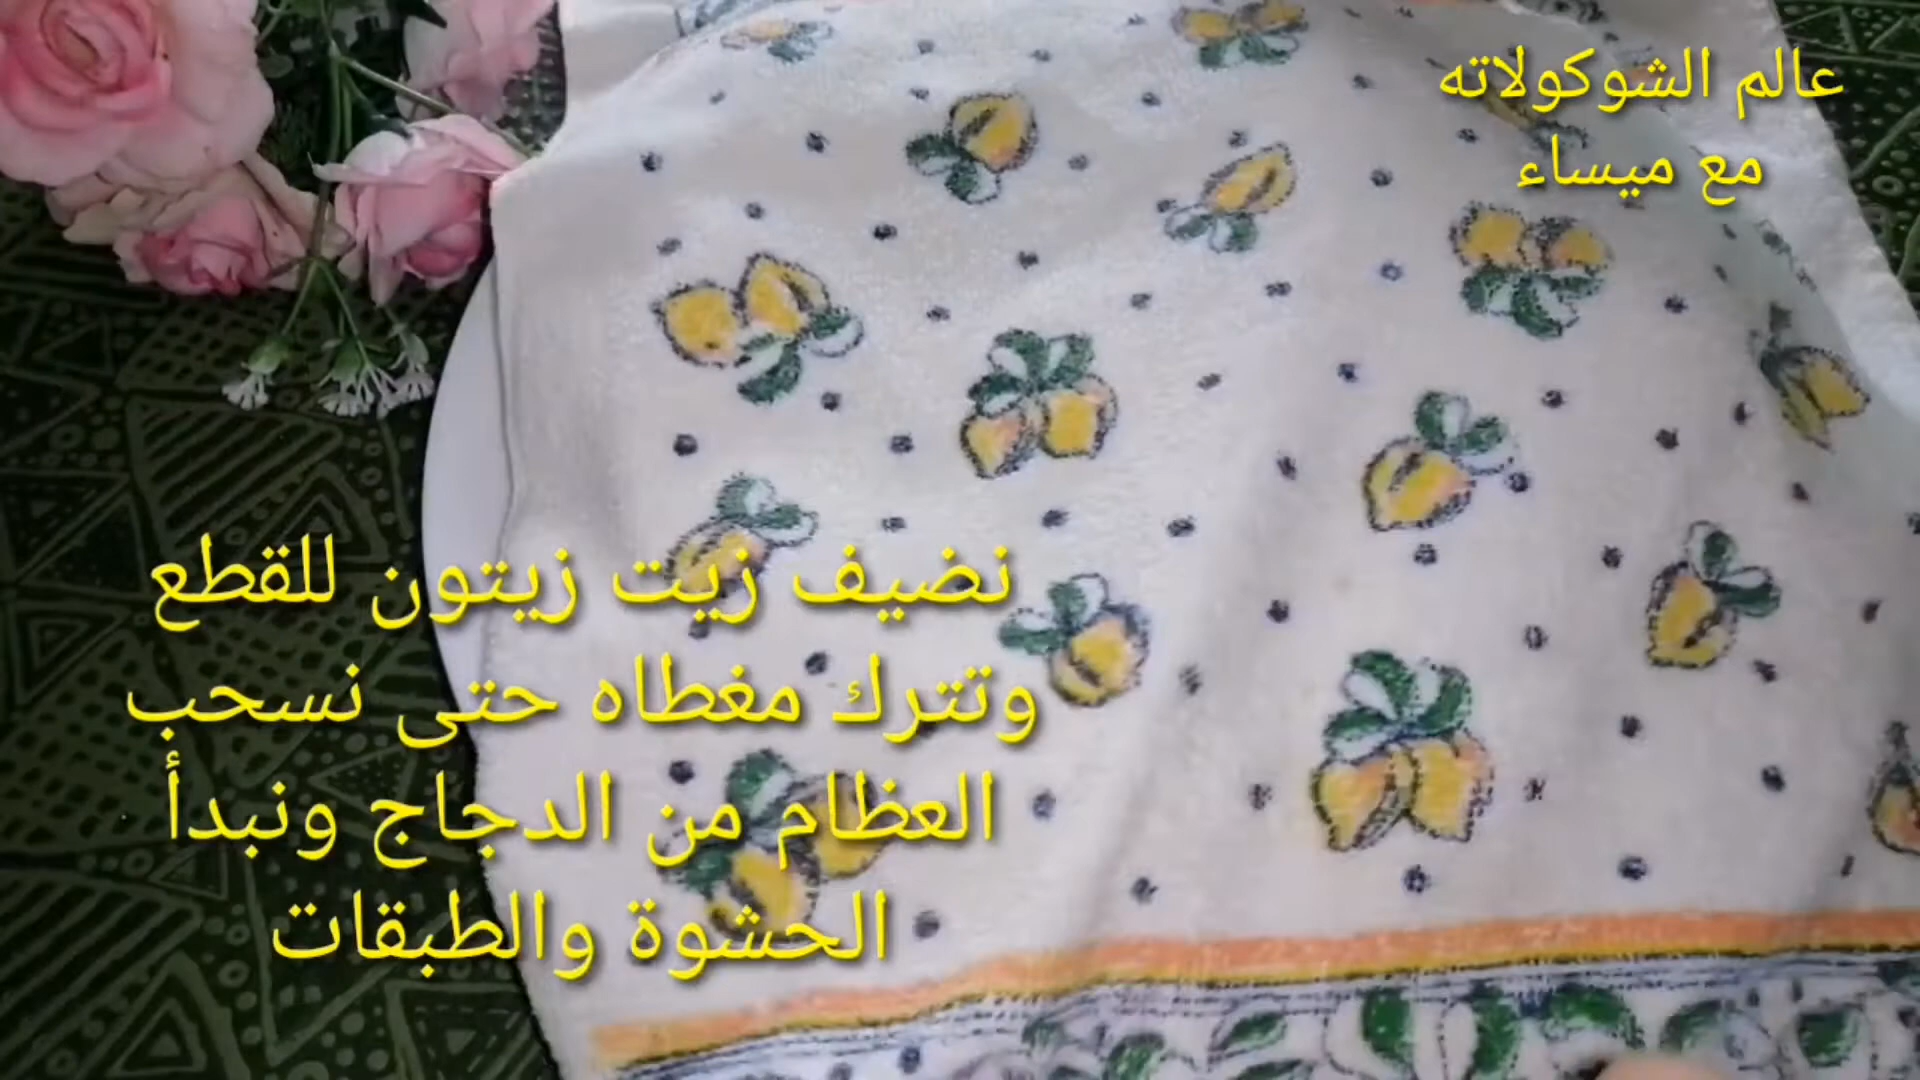 عالم الشوكولاته
مع ميساء
نضيف زيت زيتون للقطع
وتترك مغطاه حتى نسحب
العظام من الدجاج ونبدأ
الحشوة والطبقات